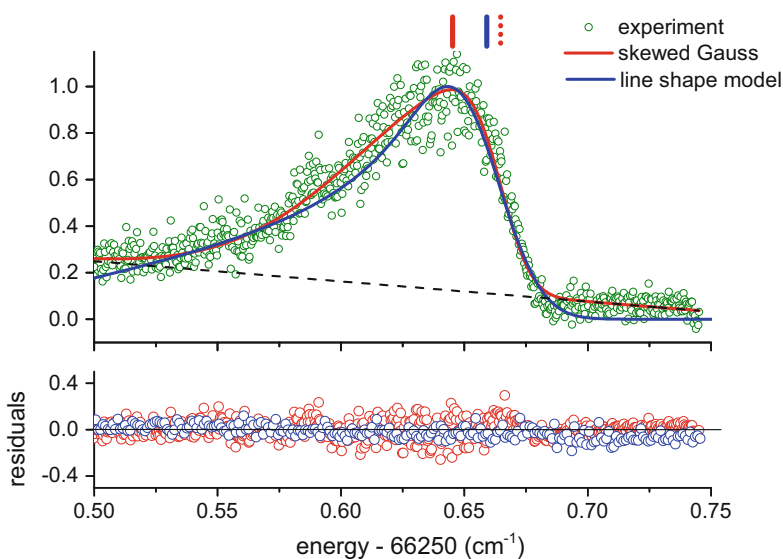 experiment
skewed Gauss
line shape model
1.0
0.8
0.6
0.4
0.2
0.0
residuals
0.4
0.0
-0.4
0.50 0.55 0.60 0.65 0.70 0.75
energy - 66250 (cm⁻¹)